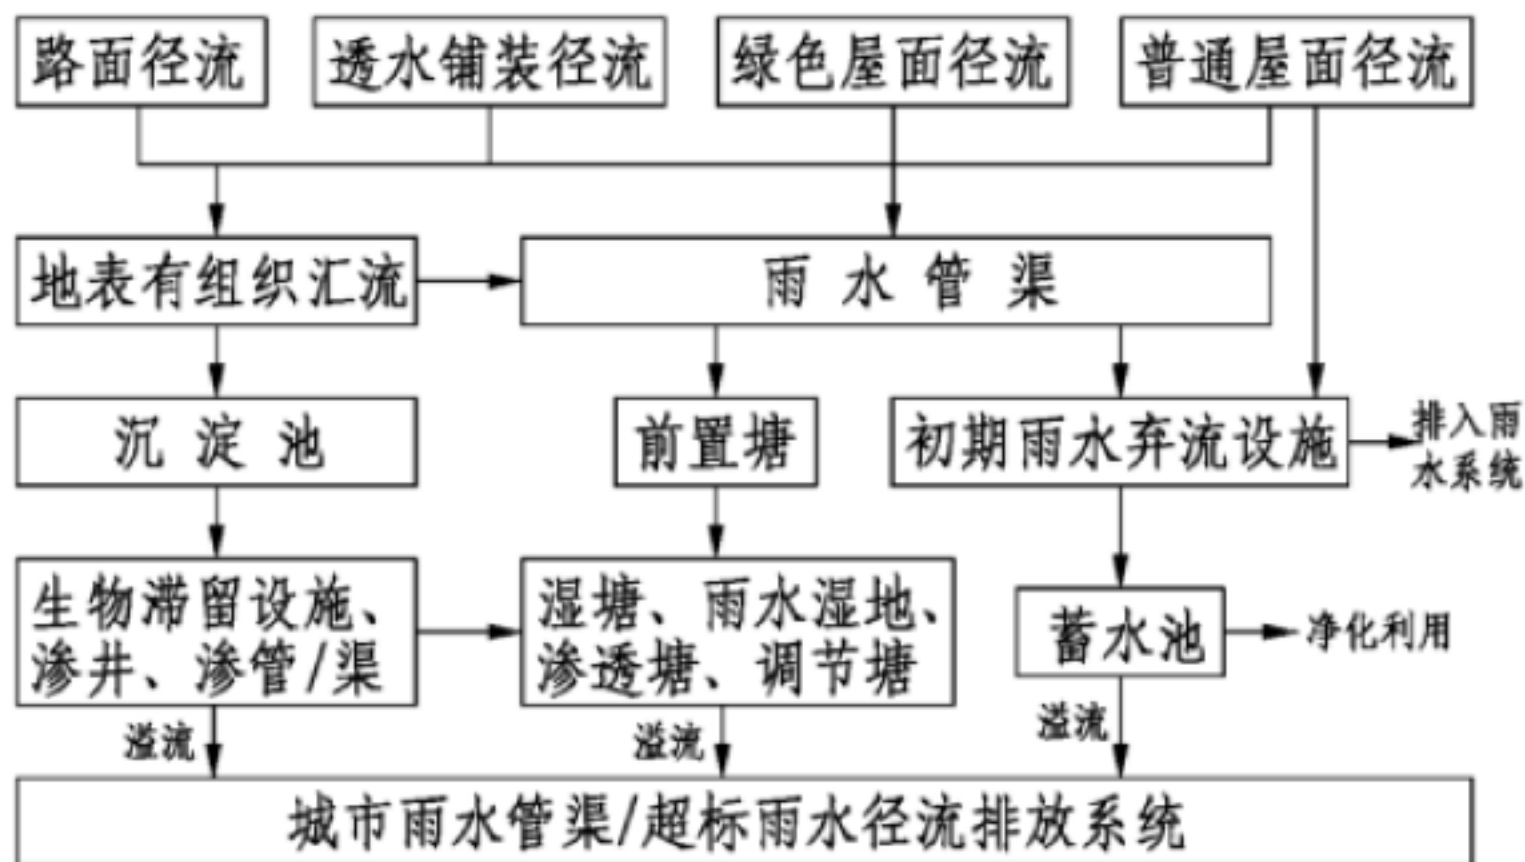 路面径流
透水铺装径流
绿色屋面径流
普通屋面径流
地表有组织汇流
雨水管渠
沉淀池
前置塘
初期雨水弃流设施
排入雨
水系统
生物滞留设施、
渗井、渗管/渠
湿塘、雨水湿地、
渗透塘、调节塘
蓄水池
净化利用
溢流
溢流
溢流
城市雨水管渠/超标雨水径流排放系统